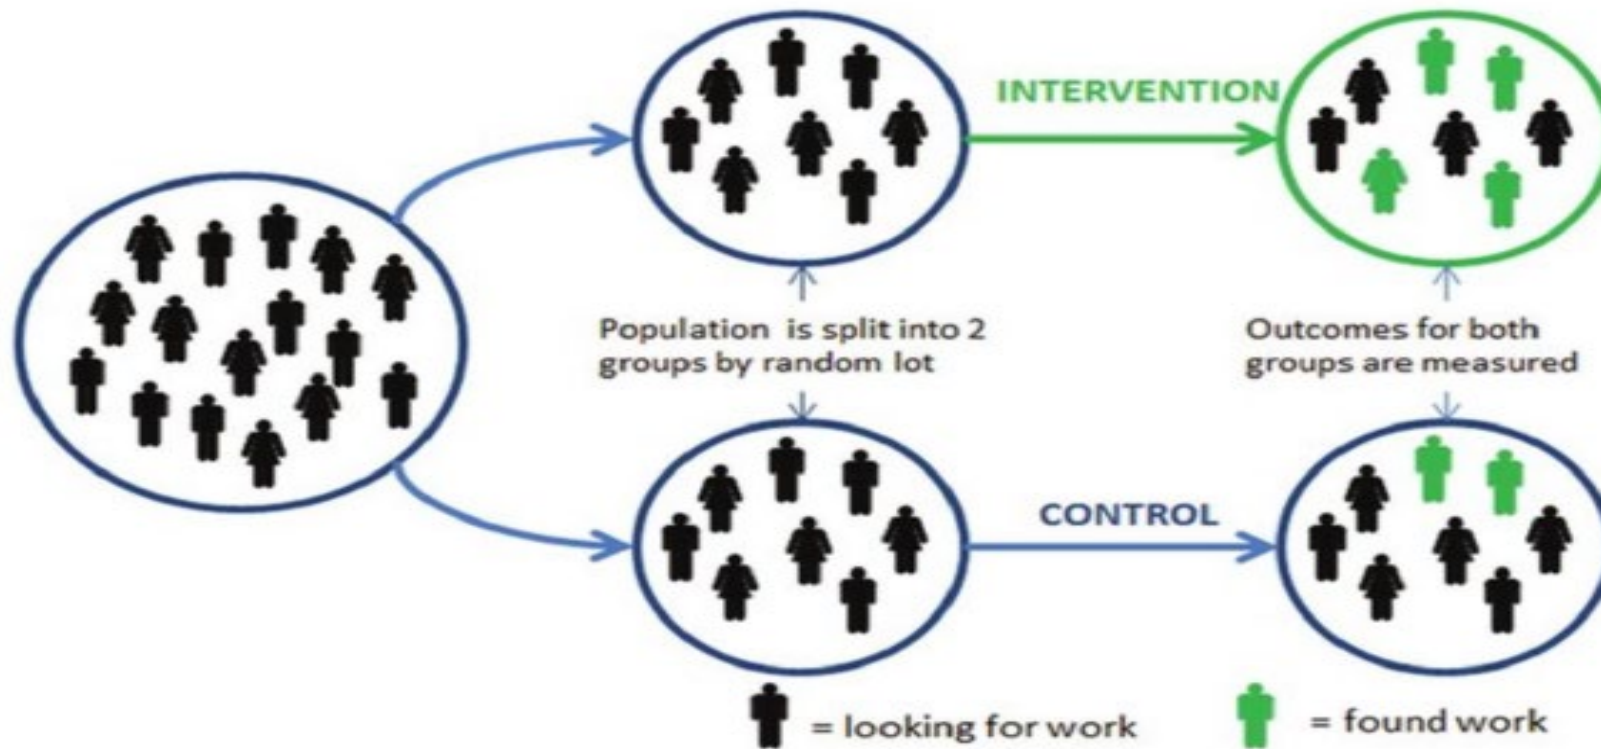 INTERVENTION
Population is split into 2
groups by random lot
Outcomes for both
groups are measured
CONTROL
= looking for work
= found work